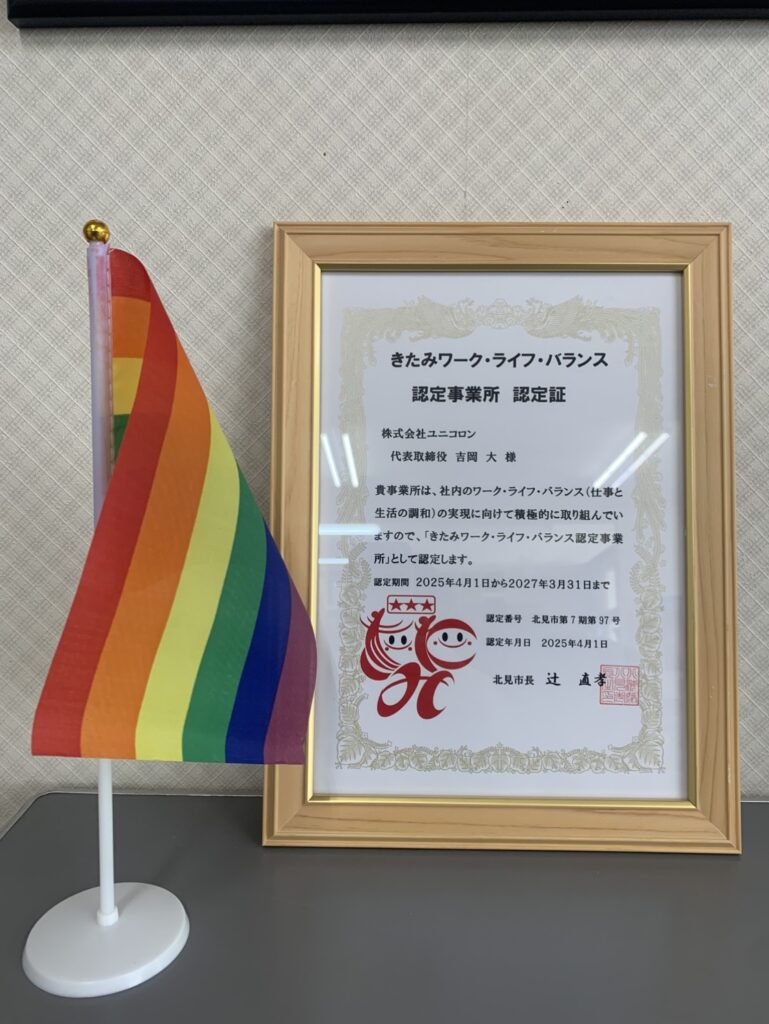 きたみワーク・ライフ・バランス
認定事業所 認定証
株式会社ユニコロン
代表取締役 吉岡 大 様
貴事業所は、社内のワーク・ライフ・バランス(仕事と
生活の調和)の実現に向けて積極的に取り組んでい
ますので、「きたみワーク・ライフ・バランス認定事業
所」として認定します。
認定期間 2025年4月1日から2027年3月31日まで
認定番号 北見市第7期第97号
認定年月日 2025年4月1日
北見市長 辻 直孝